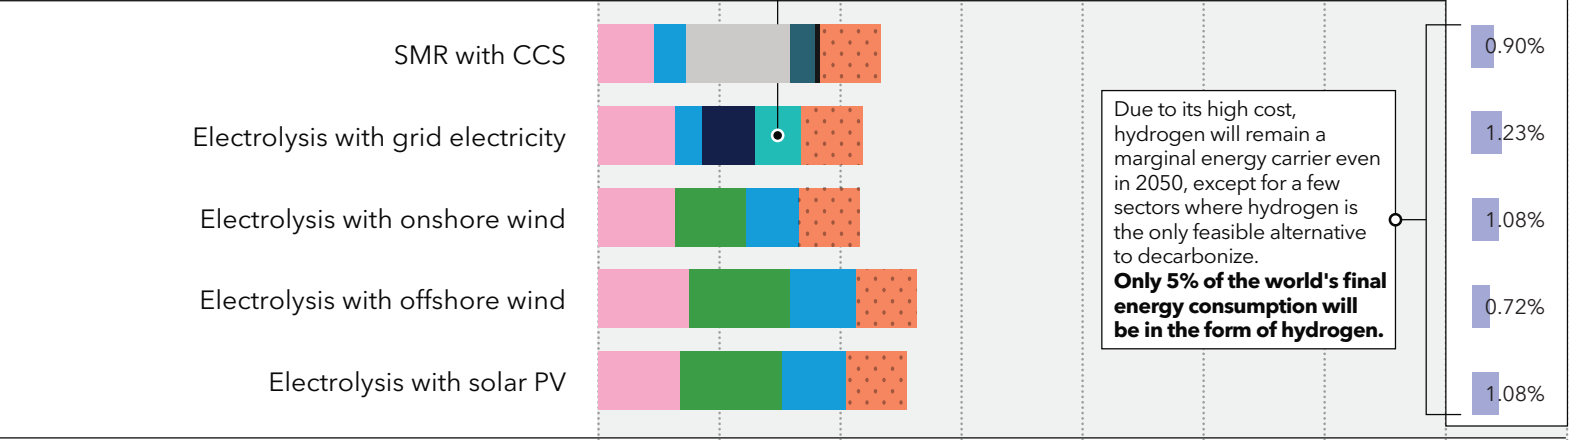 SMR with CCS
0.90%
Electrolysis with grid electricity
1.23%
Electrolysis with onshore wind
1.08%
Electrolysis with offshore wind
0.72%
Electrolysis with solar PV
1.08%
Due to its high cost,
hydrogen will remain a
marginal energy carrier even
in 2050, except for a few
sectors where hydrogen is
the only feasible alternative
to decarbonize.
Only 5% of the world's final
energy consumption will
be in the form of hydrogen.